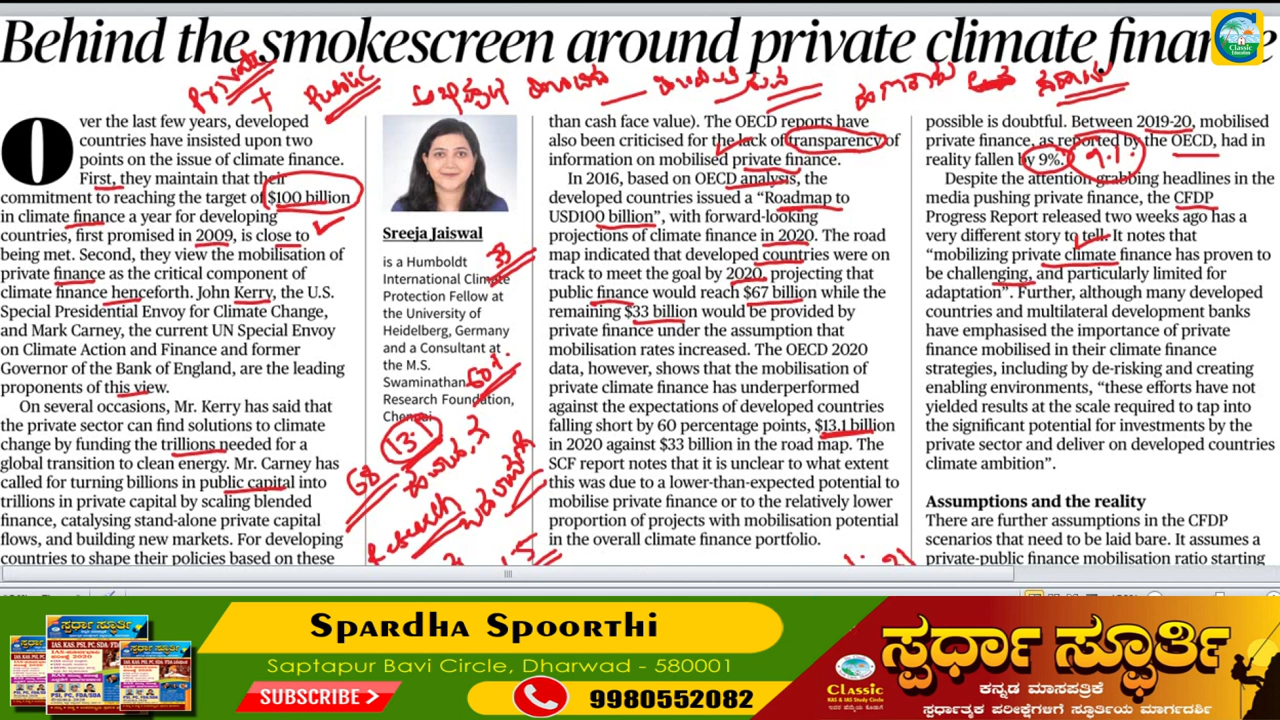 Behind the smokescreen around private climate finance
Classic
Education
Private
+
Public
Over the last few years, developed
countries have insisted upon two
points on the issue of climate finance.
First, they maintain that their
commitment to reaching the target of $100 billion
in climate finance a year for developing
countries, first promised in 2009, is close to
being met. Second, they view the mobilisation of
private finance as the critical component of
climate finance henceforth. John Kerry, the U.S.
Special Presidential Envoy for Climate Change,
and Mark Carney, the current UN Special Envoy
on Climate Action and Finance and former
Governor of the Bank of England, are the leading
proponents of this view.
On several occasions, Mr. Kerry has said that
the private sector can find solutions to climate
change by funding the trillions needed for a
global transition to clean energy. Mr. Carney has
called for turning billions in public capital into
trillions in private capital by scaling blended
finance, catalysing stand-alone private capital
flows, and building new markets. For developing
countries to shape their policies based on these
Sreeja Jaiswal
is a Humboldt
International Climate
Protection Fellow at
the University of
Heidelberg, Germany
and a Consultant at
the M.S.
Swaminathan
Research Foundation,
Chennai
33
60%
13.1
68
Research
than cash face value). The OECD reports have
also been criticised for the lack of transparency of
information on mobilised private finance.
In 2016, based on OECD analysis, the
developed countries issued a “Roadmap to
USD100 billion”, with forward-looking
projections of climate finance in 2020. The road
map indicated that developed countries were on
track to meet the goal by 2020, projecting that
public finance would reach $67 billion while the
remaining $33 billion would be provided by
private finance under the assumption that
mobilisation rates increased. The OECD 2020
data, however, shows that the mobilisation of
private climate finance has underperformed
against the expectations of developed countries
falling short by 60 percentage points, $13.1 billion
in 2020 against $33 billion in the road map. The
SCF report notes that it is unclear to what extent
this was due to a lower-than-expected potential to
mobilise private finance or to the relatively lower
proportion of projects with mobilisation potential
in the overall climate finance portfolio.
possible is doubtful. Between 2019-20, mobilised
private finance, as reported by the OECD, had in
reality fallen by 9%.
9%
Despite the attention-grabbing headlines in the
media pushing private finance, the CFDP
Progress Report released two weeks ago has a
very different story to tell. It notes that
“mobilizing private climate finance has proven to
be challenging, and particularly limited for
adaptation”. Further, although many developed
countries and multilateral development banks
have emphasised the importance of private
finance mobilised in their climate finance
strategies, including by de-risking and creating
enabling environments, “these efforts have not
yielded results at the scale required to tap into
the significant potential for investments by the
private sector and deliver on developed countries
climate ambition”.
Assumptions and the reality
There are further assumptions in the CFDP
scenarios that need to be laid bare. It assumes a
private-public finance mobilisation ratio starting
ಸ್ಪರ್ಧಾ ಸ್ಫೂರ್ತಿ
Spardha Spoorthi
Saptapur Bavi Circle, Dharwad - 580001
SUBSCRIBE
9980552082
Classic
KAS & IAS Study Circle
ಸ್ಪರ್ಧಾ ಸ್ಫೂರ್ತಿ
ಕನ್ನಡ ಮಾಸಪತ್ರಿಕೆ
ಸ್ಪರ್ಧಾತ್ಮಕ ಪರೀಕ್ಷೆಗಳಿಗೆ ಸ್ಫೂರ್ತಿಯ ಮಾರ್ಗದರ್ಶಿ